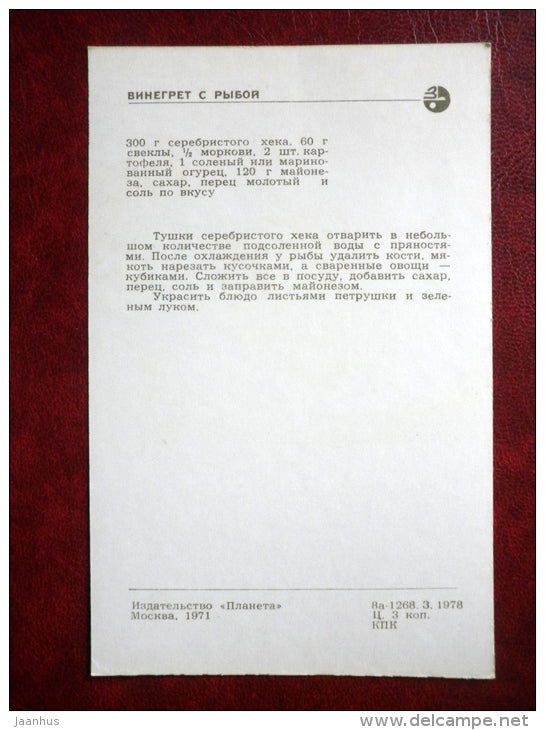 ВИНЕГРЕТ С РЫБОЙ
300 г серебристого хека, 60 г
свеклы, ½ моркови, 2 шт. кар-
тофеля, 1 соленый или марино-
ванный огурец, 120 г майоне-
за, сахар, перец молотый и
соль по вкусу
Тушки серебристого хека отварить в неболь-
шом количестве подсоленной воды с пряностя-
ми. После охлаждения у рыбы удалить кости, мя-
коть нарезать кусочками, а сваренные овощи —
кубиками. Сложить все в посуду, добавить сахар,
перец, соль и заправить майонезом.
Украсить блюдо листьями петрушки и зеле-
ным луком.
Издательство «Планета»
Москва, 1971
8а-1268. З. 1978
Ц. 3 коп.
КПК
jaanhus
www.delcampe.net